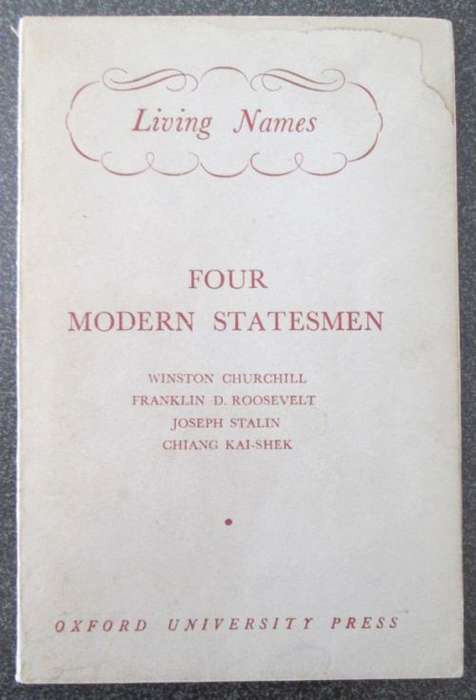 Living Names
FOUR
MODERN STATESMEN
WINSTON CHURCHILL
FRANKLIN D. ROOSEVELT
JOSEPH STALIN
CHIANG KAI-SHEK
OXFORD UNIVERSITY PRESS